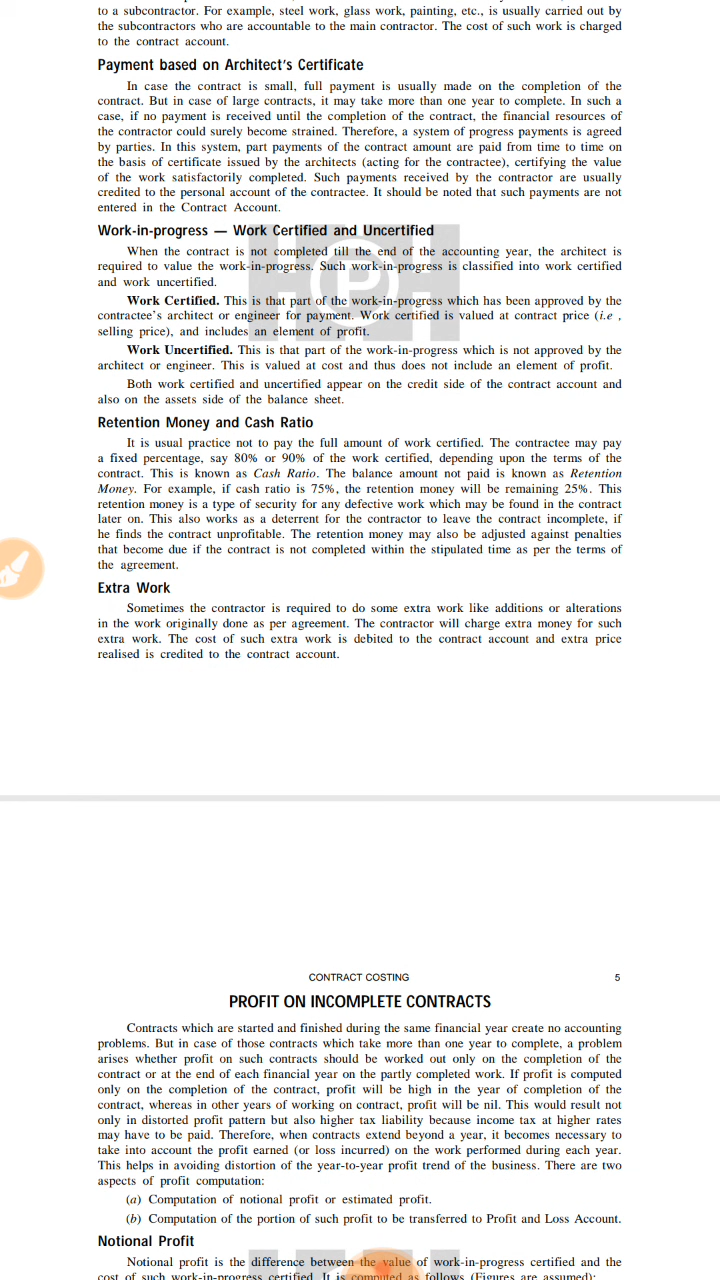 to a subcontractor. For example, steel work, glass work, painting, etc., is usually carried out by
the subcontractors who are accountable to the main contractor. The cost of such work is charged
to the contract account.
Payment based on Architect's Certificate
In case the contract is small, full payment is usually made on the completion of the
contract. But in case of large contracts, it may take more than one year to complete. In such a
case, if no payment is received until the completion of the contract, the financial resources of
the contractor could surely become strained. Therefore, a system of progress payments is agreed
by parties. In this system, part payments of the contract amount are paid from time to time on
the basis of certificate issued by the architects (acting for the contractee), certifying the value
of the work satisfactorily completed. Such payments received by the contractor are usually
credited to the personal account of the contractee. It should be noted that such payments are not
entered in the Contract Account.
Work-in-progress — Work Certified and Uncertified
When the contract is not completed till the end of the accounting year, the architect is
required to value the work-in-progress. Such work-in-progress is classified into work certified
and work uncertified.
Work Certified. This is that part of the work-in-progress which has been approved by the
contractee's architect or engineer for payment. Work certified is valued at contract price (i.e ,
selling price), and includes an element of profit.
Work Uncertified. This is that part of the work-in-progress which is not approved by the
architect or engineer. This is valued at cost and thus does not include an element of profit.
Both work certified and uncertified appear on the credit side of the contract account and
also on the assets side of the balance sheet.
Retention Money and Cash Ratio
It is usual practice not to pay the full amount of work certified. The contractee may pay
a fixed percentage, say 80% or 90% of the work certified, depending upon the terms of the
contract. This is known as Cash Ratio. The balance amount not paid is known as Retention
Money. For example, if cash ratio is 75%, the retention money will be remaining 25%. This
retention money is a type of security for any defective work which may be found in the contract
later on. This also works as a deterrent for the contractor to leave the contract incomplete, if
he finds the contract unprofitable. The retention money may also be adjusted against penalties
that become due if the contract is not completed within the stipulated time as per the terms of
the agreement.
Extra Work
Sometimes the contractor is required to do some extra work like additions or alterations
in the work originally done as per agreement. The contractor will charge extra money for such
extra work. The cost of such extra work is debited to the contract account and extra price
realised is credited to the contract account.
CONTRACT COSTING 5
PROFIT ON INCOMPLETE CONTRACTS
Contracts which are started and finished during the same financial year create no accounting
problems. But in case of those contracts which take more than one year to complete, a problem
arises whether profit on such contracts should be worked out only on the completion of the
contract or at the end of each financial year on the partly completed work. If profit is computed
only on the completion of the contract, profit will be high in the year of completion of the
contract, whereas in other years of working on contract, profit will be nil. This would result not
only in distorted profit pattern but also higher tax liability because income tax at higher rates
may have to be paid. Therefore, when contracts extend beyond a year, it becomes necessary to
take into account the profit earned (or loss incurred) on the work performed during each year.
This helps in avoiding distortion of the year-to-year profit trend of the business. There are two
aspects of profit computation:
(a) Computation of notional profit or estimated profit.
(b) Computation of the portion of such profit to be transferred to Profit and Loss Account.
Notional Profit
Notional profit is the difference between the value of work-in-progress certified and the
cost of such work-in-progress certified. It is computed as follows (Figures are assumed):